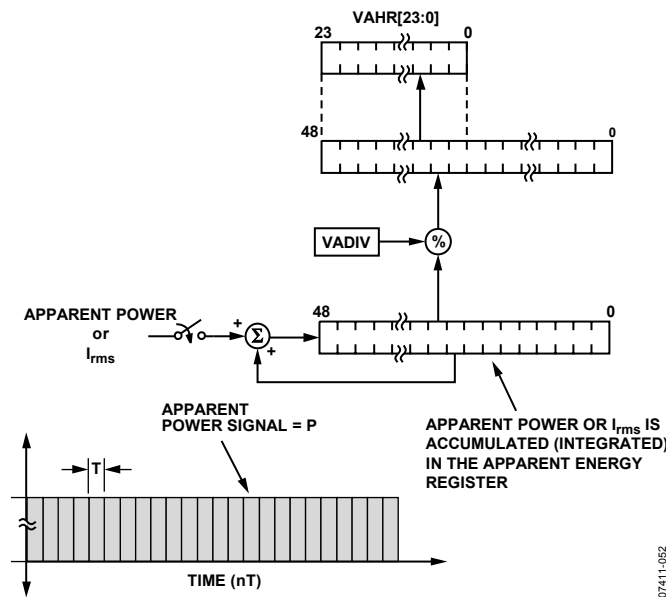 VAHR[23:0]
23 0
48 0
VADIV
%
48 0
APPARENT POWER
or
Irms
+
Σ
+
APPARENT
POWER SIGNAL = P
APPARENT POWER OR Irms IS
ACCUMULATED (INTEGRATED)
IN THE APPARENT ENERGY
REGISTER
T
TIME (nT)
07411-052